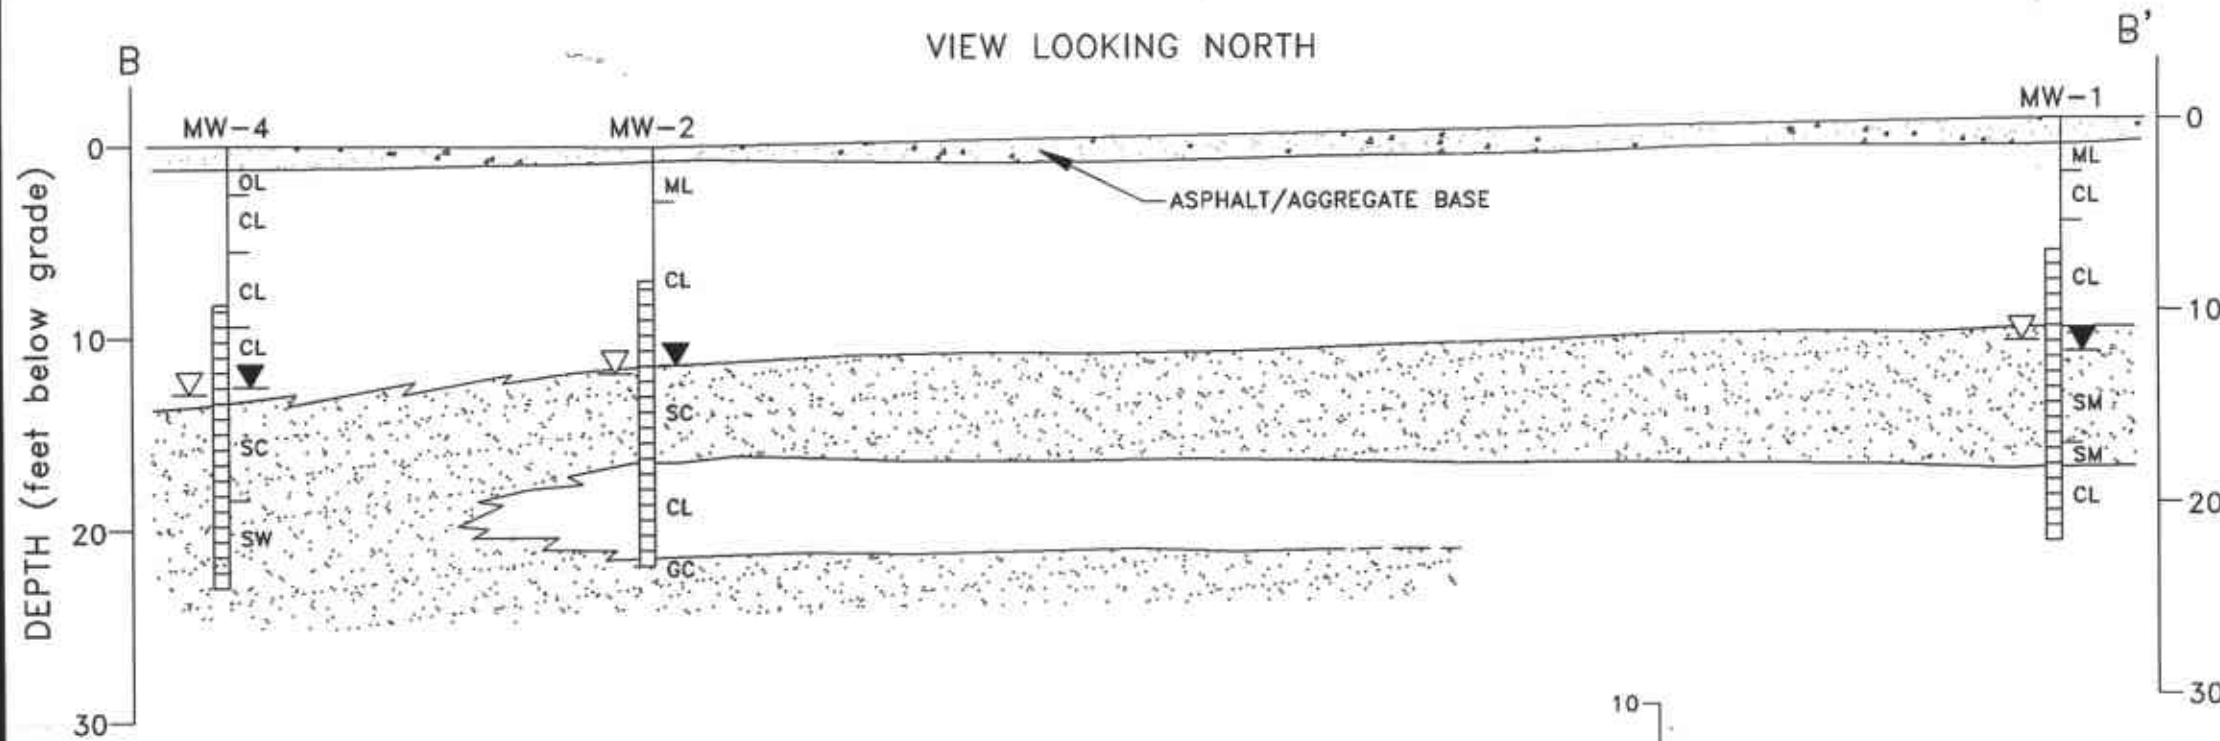 VIEW LOOKING NORTH
B
B'
MW-4
MW-2
MW-1
0
0
ML
OL
ML
CL
ASPHALT/AGGREGATE BASE
CL
CL
CL
CL
10
10
CL
SC
SM
SC
SM
CL
CL
20
20
SW
GC
DEPTH (feet below grade)
30
30
10